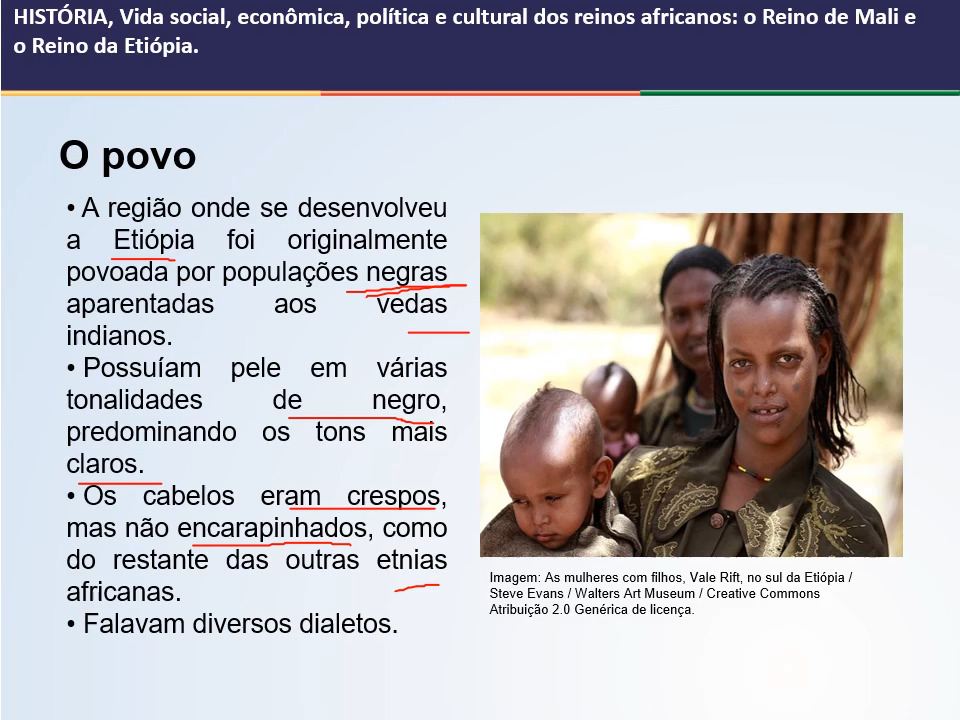 HISTÓRIA, Vida social, econômica, política e cultural dos reinos africanos: o Reino de Mali e
o Reino da Etiópia.
O povo
• A região onde se desenvolveu
a Etiópia foi originalmente
povoada por populações negras
aparentadas aos vedas
indianos.
• Possuíam pele em várias
tonalidades de negro,
predominando os tons mais
claros.
• Os cabelos eram crespos,
mas não encarapinhados, como
do restante das outras etnias
africanas.
• Falavam diversos dialetos.
Imagem: As mulheres com filhos, Vale Rift, no sul da Etiópia /
Steve Evans / Walters Art Museum / Creative Commons
Atribuição 2.0 Genérica de licença.